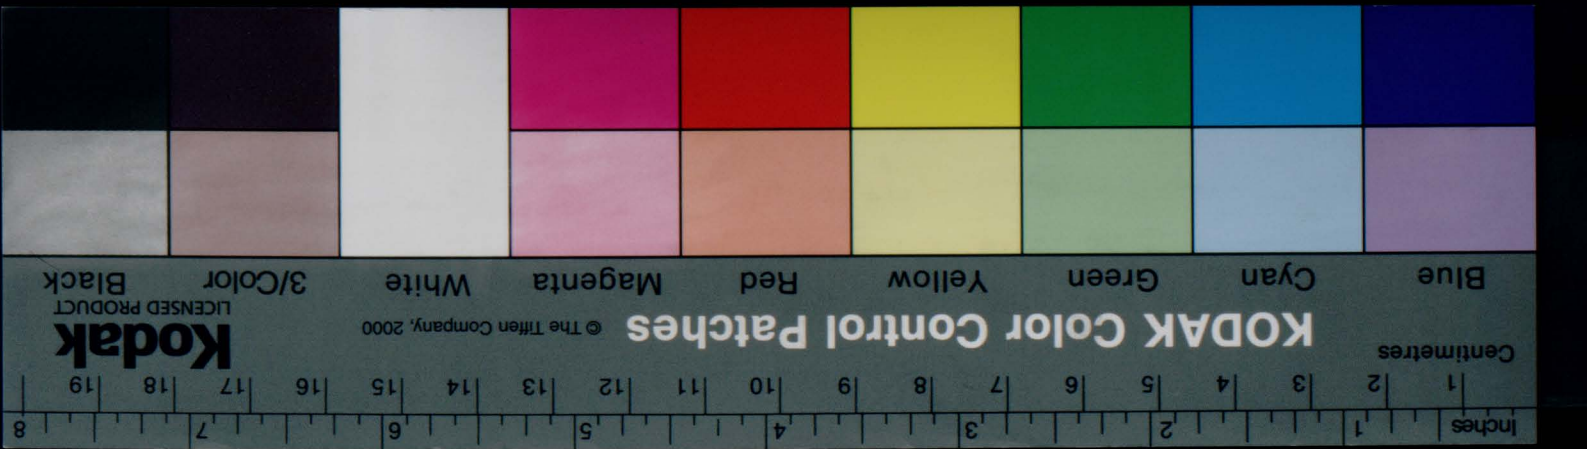 Inches 1 2 3 4 5 6 7 8
Centimetres 1 2 3 4 5 6 7 8 9 10 11 12 13 14 15 16 17 18 19
KODAK Color Control Patches © The Tiffen Company, 2000 Kodak
LICENSED PRODUCT
Blue Cyan Green Yellow Red Magenta White 3/Color Black